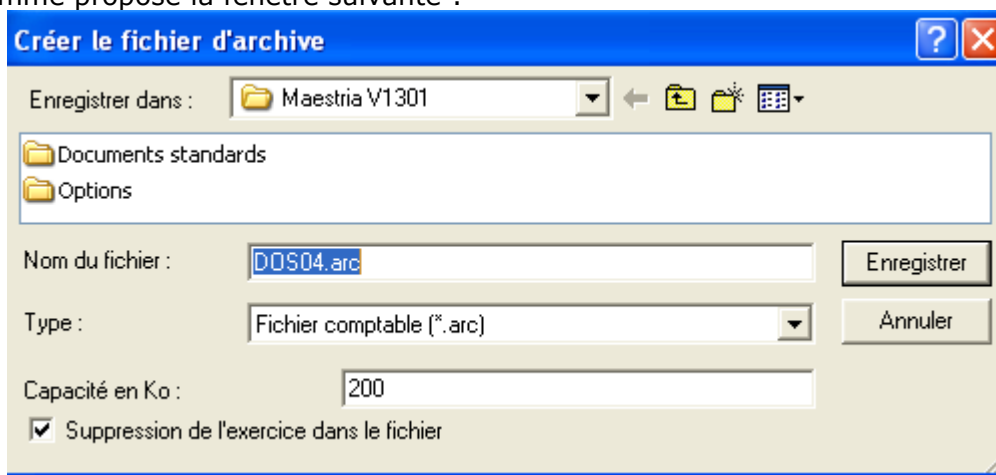 propose la fenêtre suivante :
Créer le fichier d'archive
Enregistrer dans : Maestria V1301
Documents standards
Options
Nom du fichier : DOS04.arc Enregistrer
Type : Fichier comptable (*.arc) Annuler
Capacité en Ko : 200
Suppression de l'exercice dans le fichier